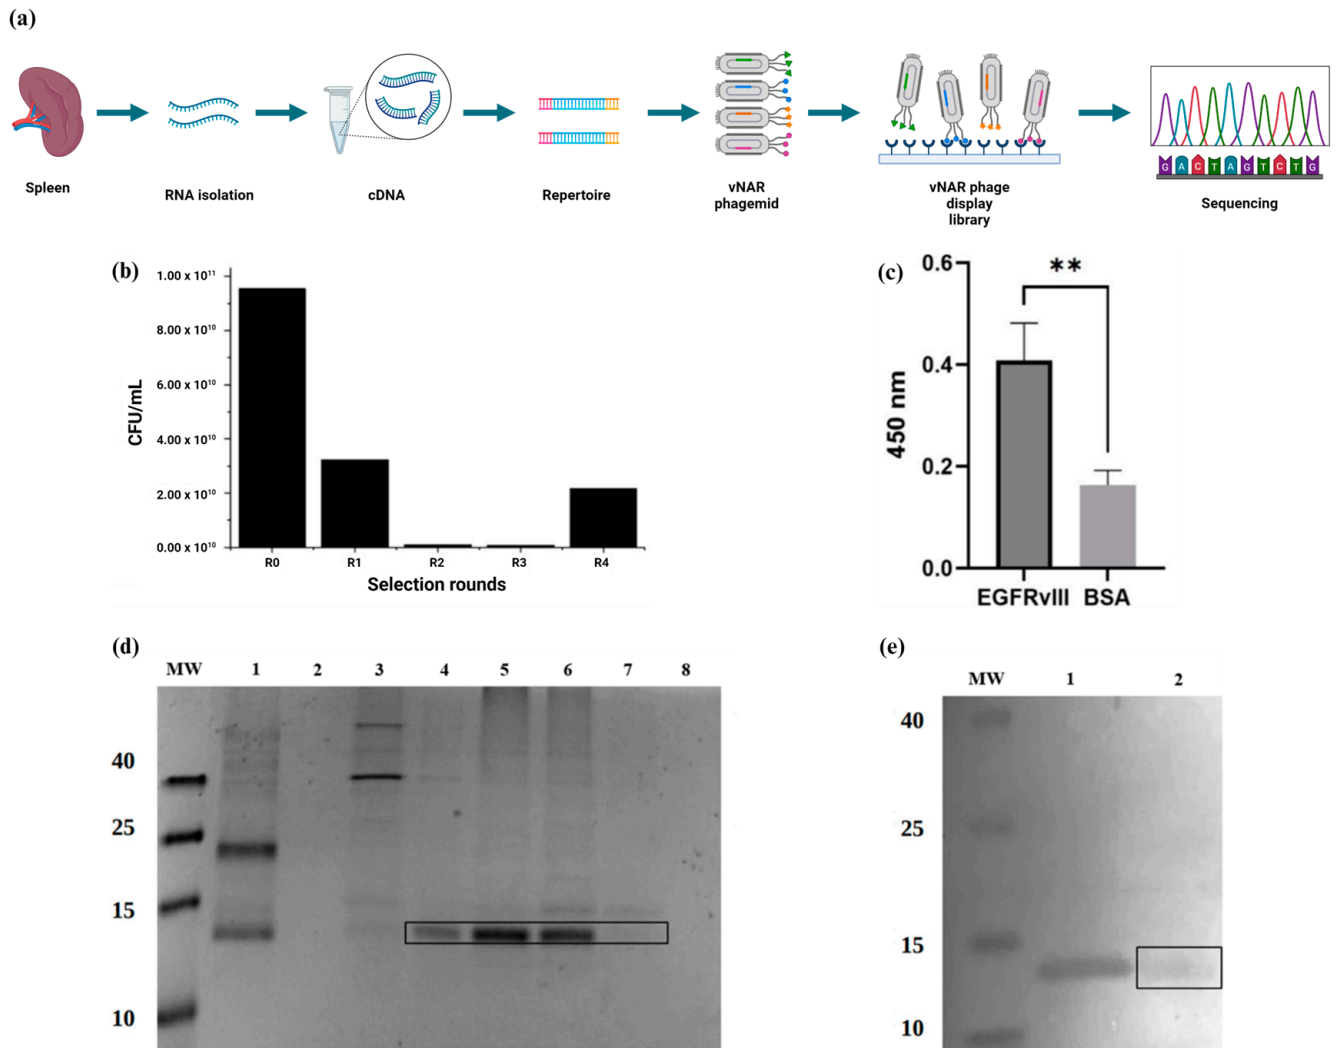 (a)
Spleen
RNA isolation
cDNA
Repertoire
vNAR
phagemid
vNAR phage
display
library
G A C T A G T C T G
Sequencing
(b)
CFU/mL
1.00 x 10¹¹
8.00 x 10¹⁰
6.00 x 10¹⁰
4.00 x 10¹⁰
2.00 x 10¹⁰
0.00 x 10¹⁰
R0 R1 R2 R3 R4
Selection rounds
(c)
450 nm
0.6
0.4
0.2
0.0
**
EGFRvIII BSA
(d)
MW 1 2 3 4 5 6 7 8
40
25
15
10
(e)
MW 1 2
40
25
15
10